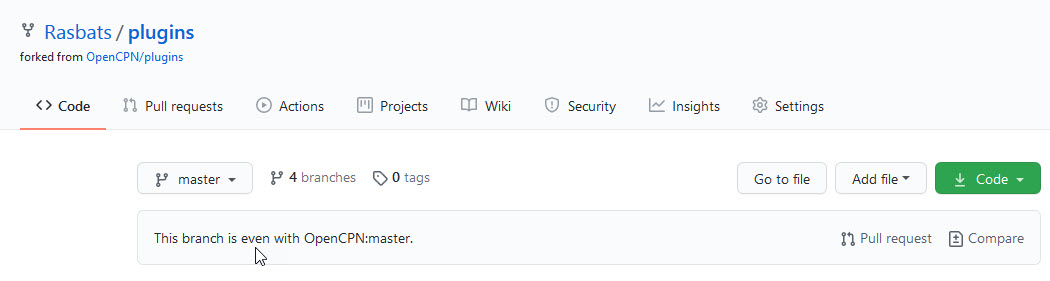 Rasbats / plugins
forked from OpenCPN/plugins
Code Pull requests Actions Projects Wiki Security Insights Settings
master 4 branches 0 tags Go to file Add file Code
This branch is even with OpenCPN:master. Pull request Compare